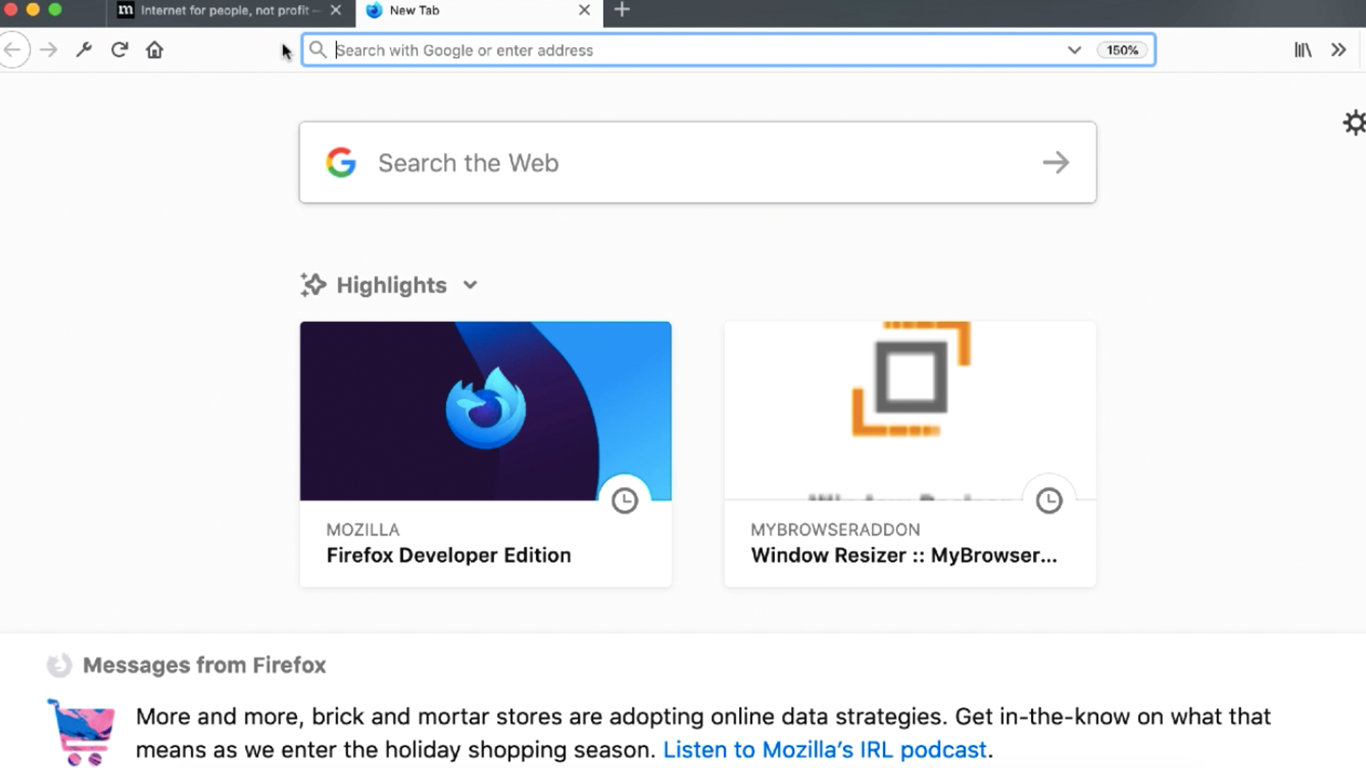 Internet for people, not profit —
New Tab
Search with Google or enter address
150%
Search the Web
Highlights
MOZILLA
Firefox Developer Edition
MYBROWSERADDON
Window Resizer :: MyBrowser...
Messages from Firefox
More and more, brick and mortar stores are adopting online data strategies. Get in-the-know on what that
means as we enter the holiday shopping season. Listen to Mozilla's IRL podcast.